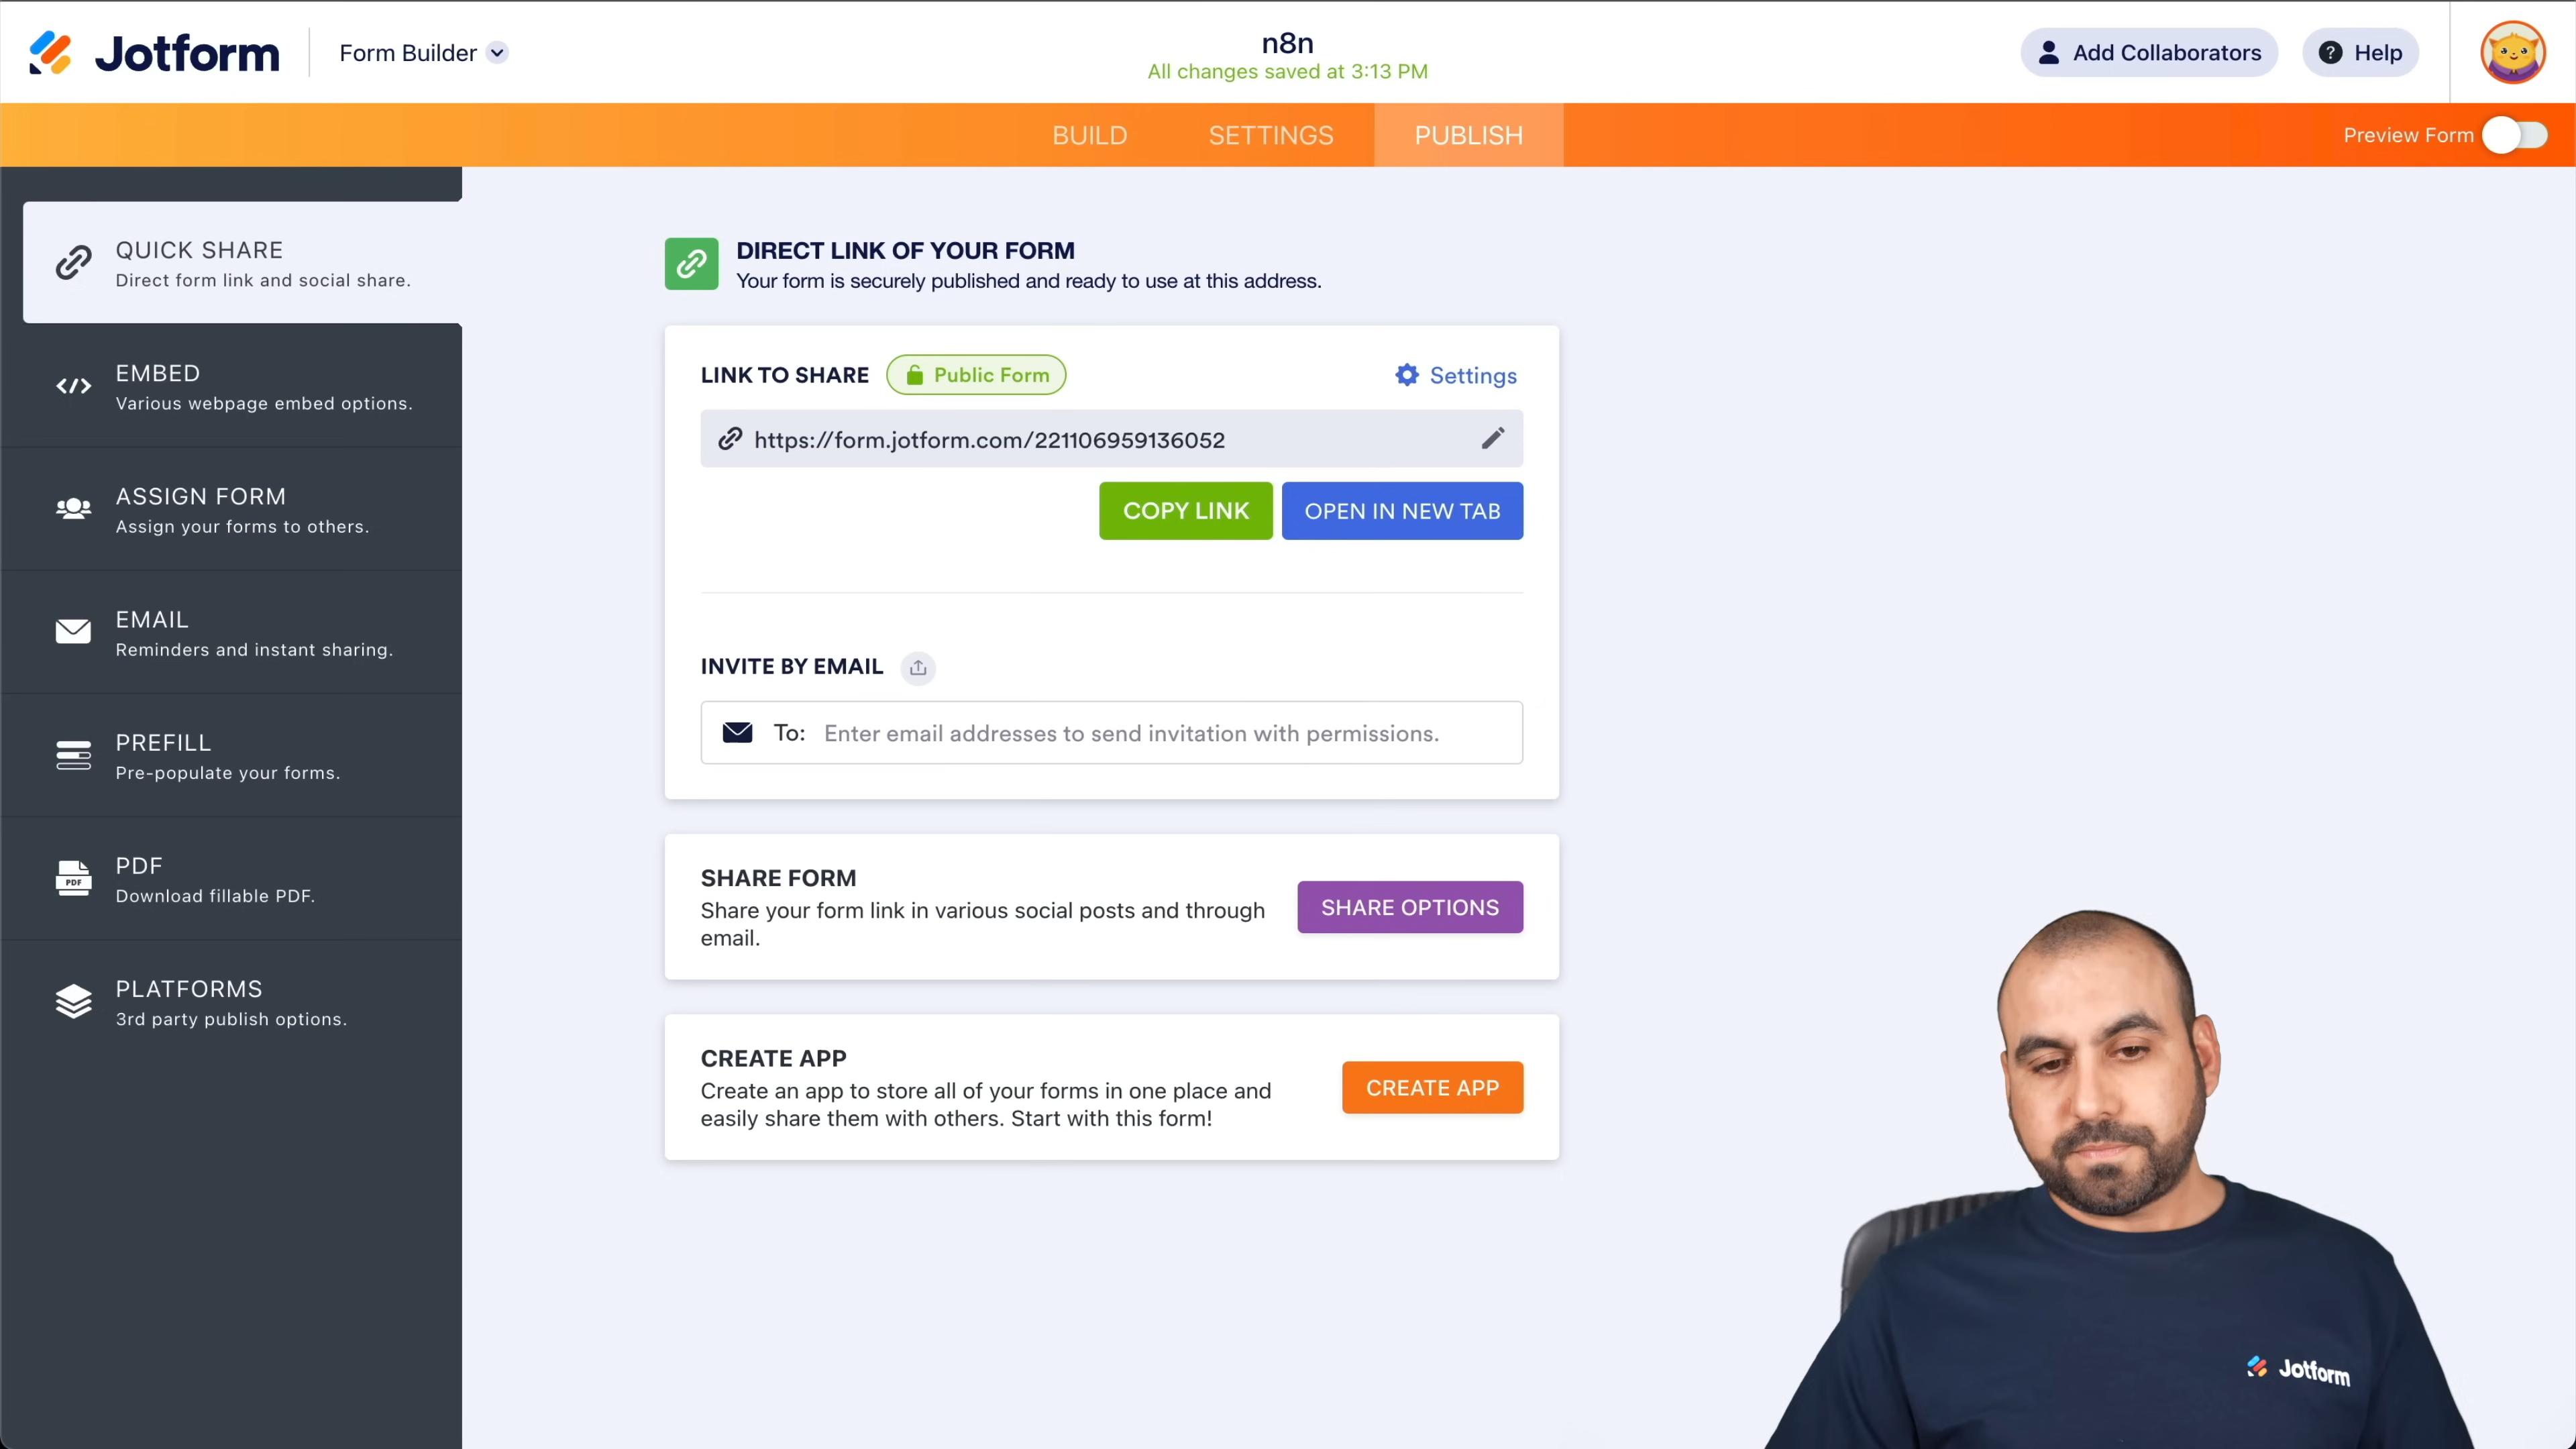 Jotform
Form Builder
n8n
All changes saved at 3:13 PM
Add Collaborators
? Help
BUILD
SETTINGS
PUBLISH
Preview Form
QUICK SHARE
Direct form link and social share.
EMBED
Various webpage embed options.
ASSIGN FORM
Assign your forms to others.
EMAIL
Reminders and instant sharing.
PREFILL
Pre-populate your forms.
PDF
PDF
Download fillable PDF.
PLATFORMS
3rd party publish options.
DIRECT LINK OF YOUR FORM
Your form is securely published and ready to use at this address.
LINK TO SHARE
Public Form
Settings
https://form.jotform.com/221106959136052
COPY LINK
OPEN IN NEW TAB
INVITE BY EMAIL
To: Enter email addresses to send invitation with permissions.
SHARE FORM
Share your form link in various social posts and through
email.
SHARE OPTIONS
CREATE APP
Create an app to store all of your forms in one place and
easily share them with others. Start with this form!
CREATE APP
Jotform